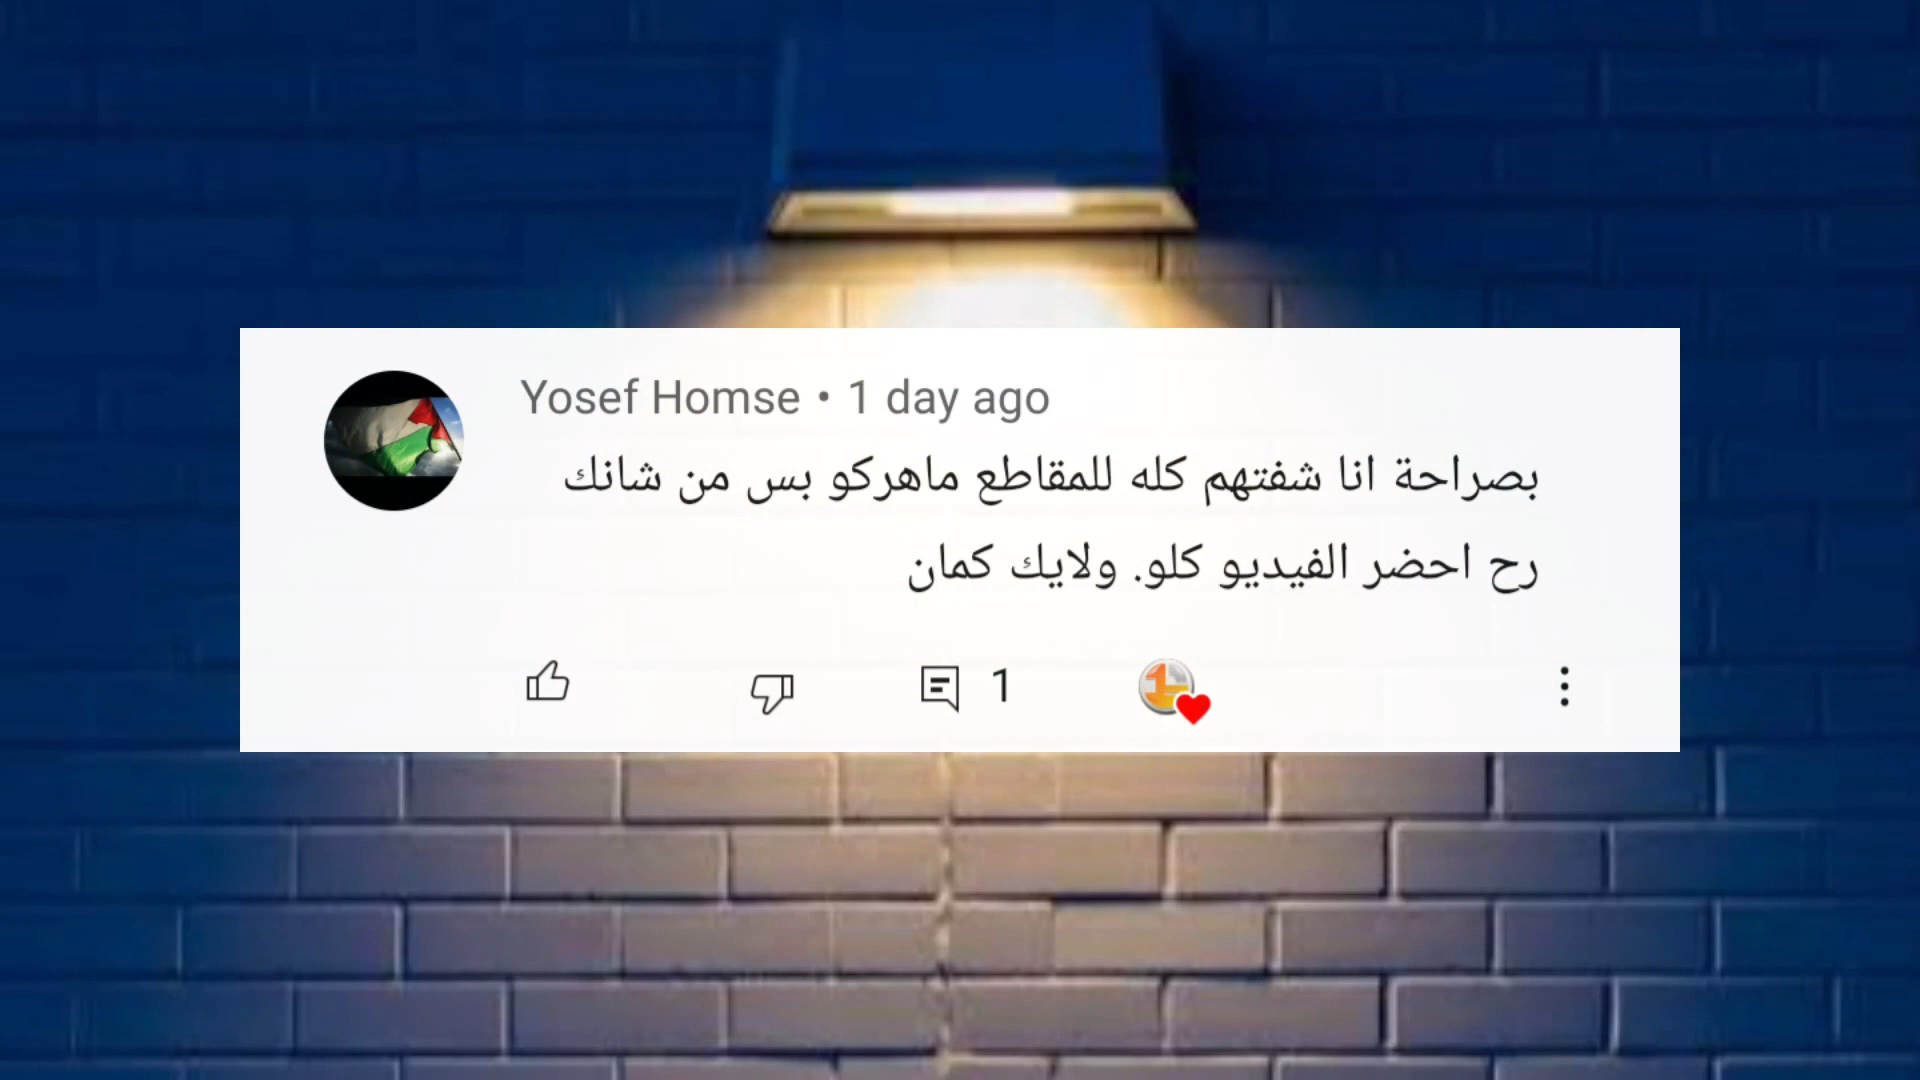 Yosef Homse • 1 day ago
بصراحة انا شفتهم كله للمقاطع ماهركو بس من شانك
رح احضر الفيديو كلو. ولايك كمان
1